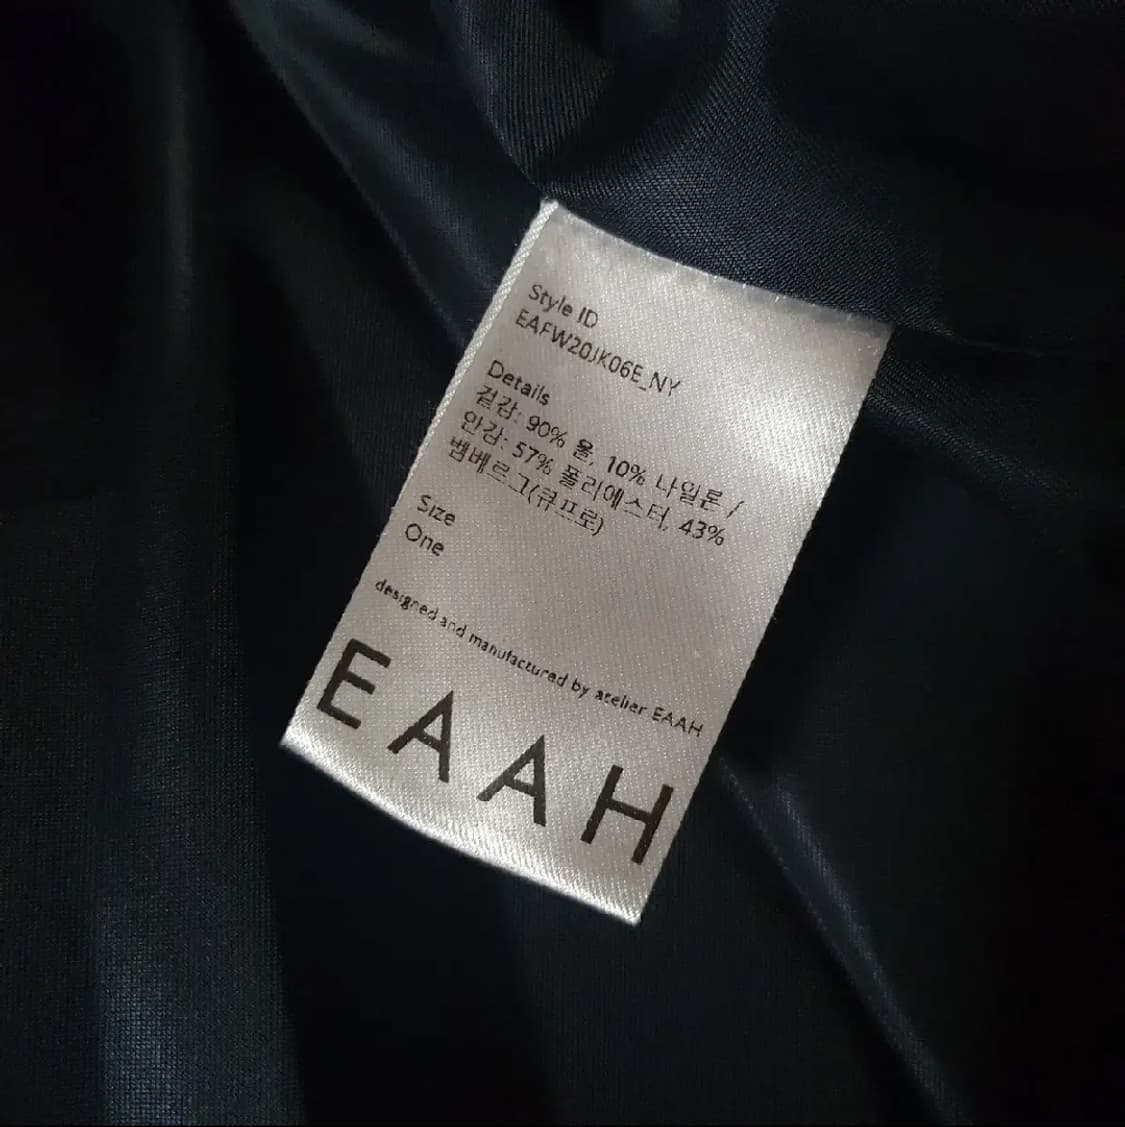 Style ID
EAFW20JK06E_NY
Details
겉감: 90% 울, 10% 나일론 /
안감: 57% 폴리에스터, 43%
벰베르그(큐프로)
Size
One
designed and manufactured by atelier EAAH
EAAH